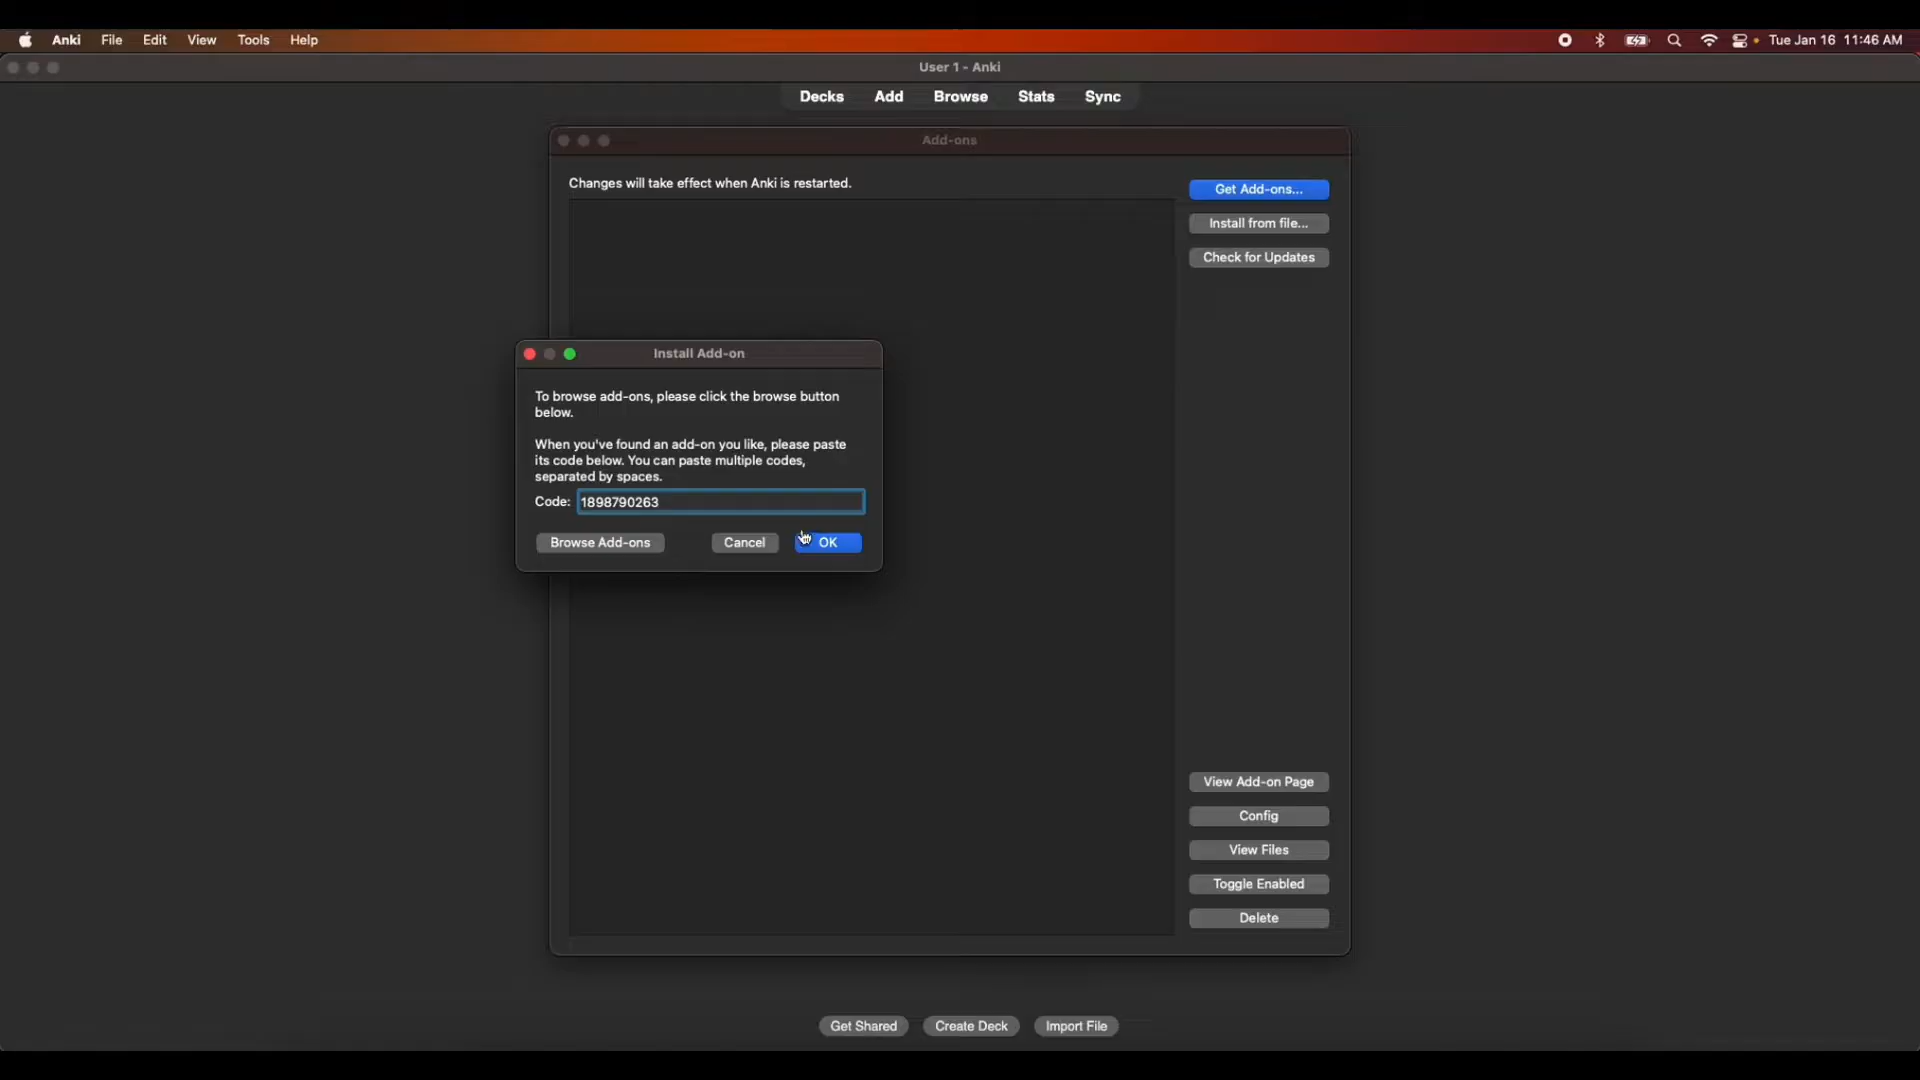 Anki File Edit View Tools Help Tue Jan 16 11:46 AM
User 1 - Anki
Decks Add Browse Stats Sync
Add-ons
Changes will take effect when Anki is restarted.
Get Add-ons...
Install from file...
Check for Updates
Install Add-on
To browse add-ons, please click the browse button
below.
When you've found an add-on you like, please paste
its code below. You can paste multiple codes,
separated by spaces.
Code: 1898790263
Browse Add-ons Cancel OK
View Add-on Page
Config
View Files
Toggle Enabled
Delete
Get Shared Create Deck Import File